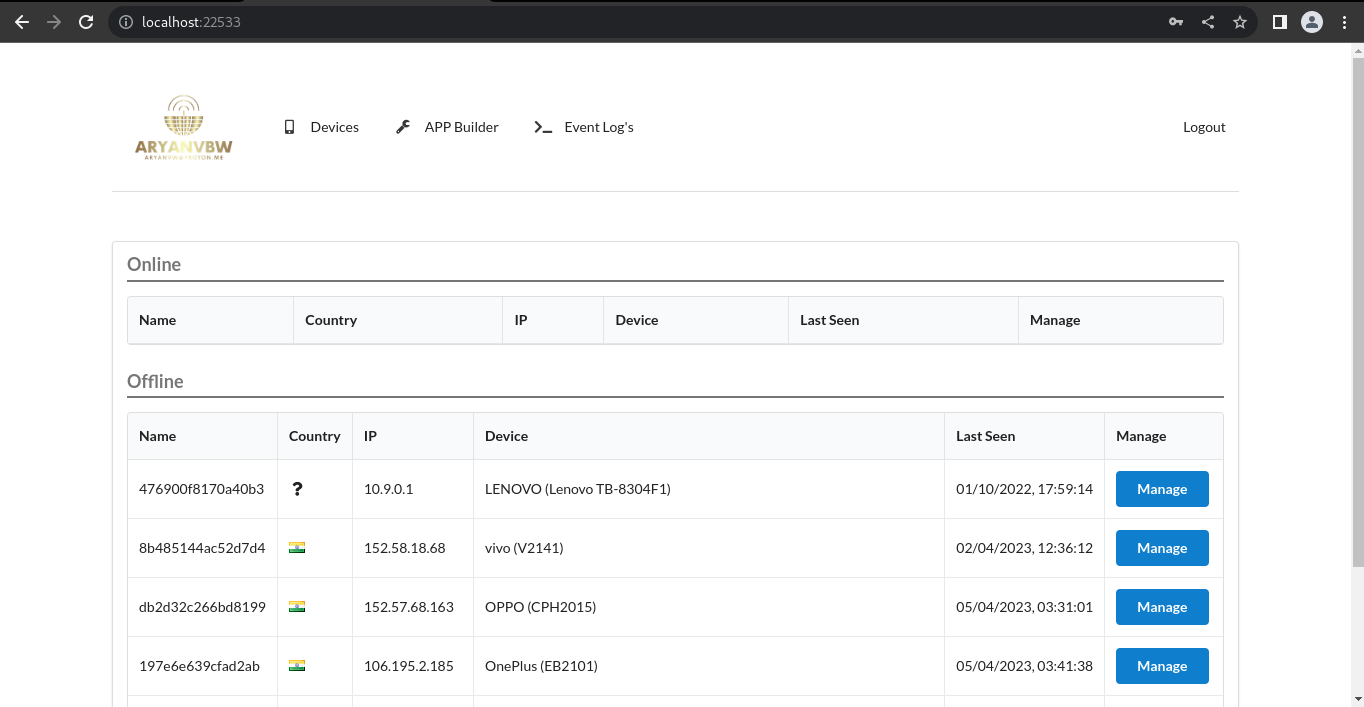 localhost:22533
ARYANVBW
Devices
APP Builder
Event Log's
Logout
Online
Name Country IP Device Last Seen Manage
Offline
Name Country IP Device Last Seen Manage
476900f8170a40b3 ? 10.9.0.1 LENOVO (Lenovo TB-8304F1) 01/10/2022, 17:59:14 Manage
8b485144ac52d7d4 152.58.18.68 vivo (V2141) 02/04/2023, 12:36:12 Manage
db2d32c266bd8199 152.57.68.163 OPPO (CPH2015) 05/04/2023, 03:31:01 Manage
197e6e639cfad2ab 106.195.2.185 OnePlus (EB2101) 05/04/2023, 03:41:38 Manage